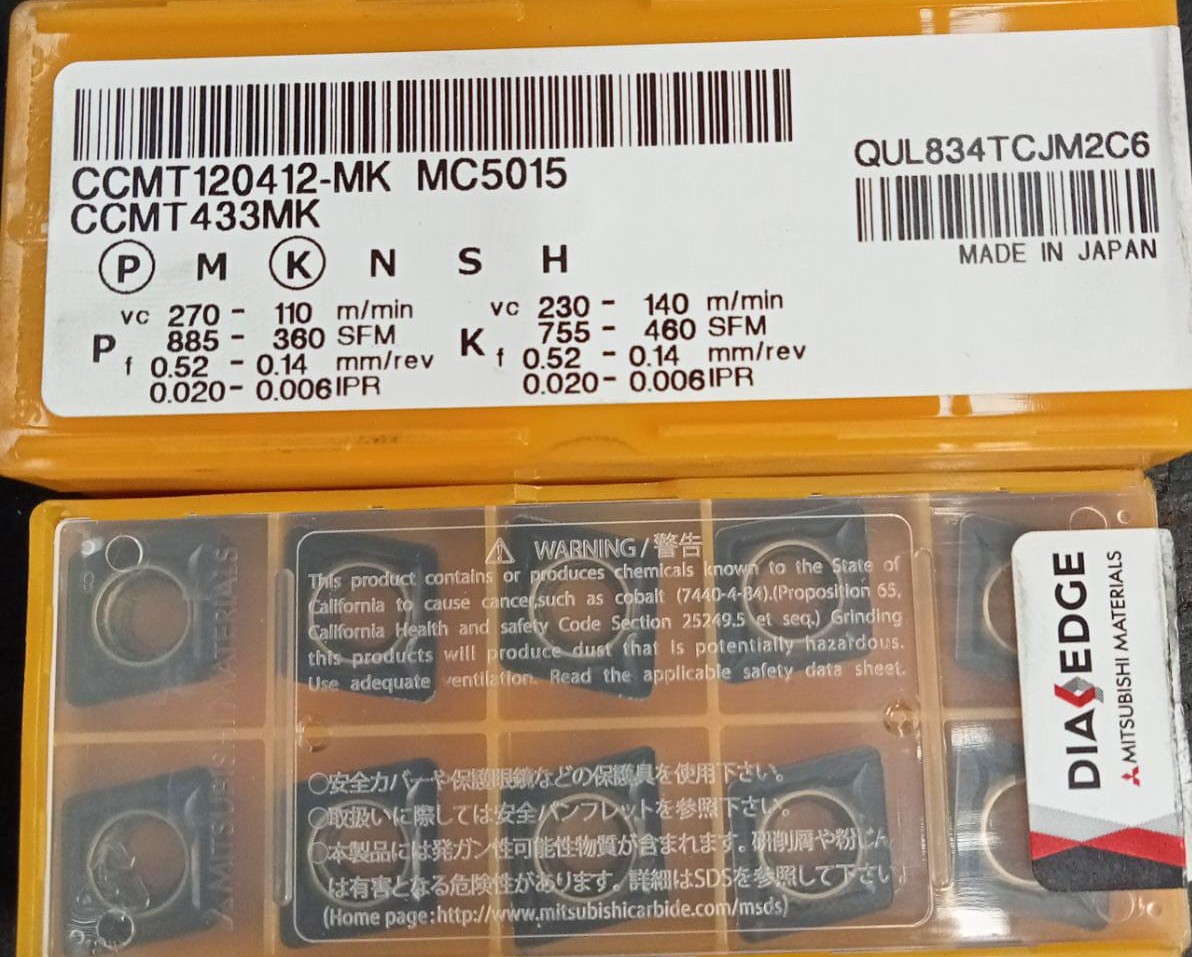 CCMT120412-MK MC5015
CCMT433MK
P M K N S H
P vc 270 - 110 m/min
885 - 360 SFM
f 0.52 - 0.14 mm/rev
0.020 - 0.006 IPR
K vc 230 - 140 m/min
755 - 460 SFM
f 0.52 - 0.14 mm/rev
0.020 - 0.006 IPR
QUL834TCJM2C6
MADE IN JAPAN
WARNING/警告
This product contains or produces chemicals known to the State of
California to cause cancer,such as cobalt (7440-4-84).(Proposition 65,
California Health and safety Code Section 25249.5 et seq.) Grinding
this products will produce dust that is potentially hazardous.
Use adequate ventilation. Read the applicable safety data sheet.
○安全カバーや保護眼鏡などの保護具を使用下さい。
○取扱いに際しては安全パンフレットを参照下さい。
○本製品には発ガン性可能性物質が含まれます。研削屑や粉じん
は有害となる危険性があります。詳細はSDSを参照して下さい
(Home page:http://www.mitsubishicarbide.com/msds)
MITSUBISHI MATERIALS
DIAEDGE
MITSUBISHI MATERIALS